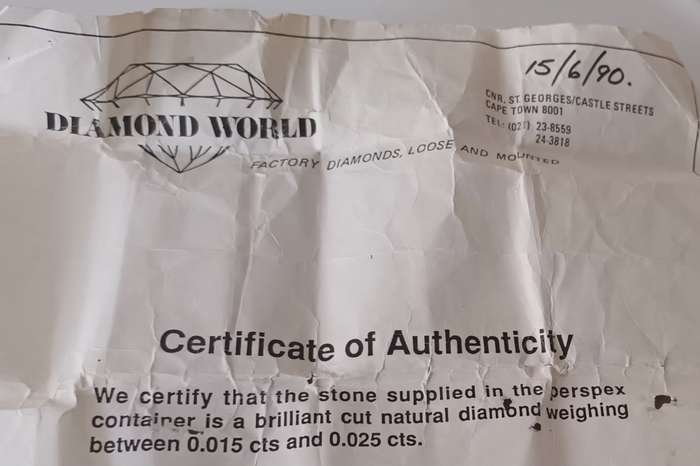 15/6/90.
CNR. ST. GEORGES/CASTLE STREETS
CAPE TOWN 8001
TEL: (021) 23-8559
24-3818
DIAMOND WORLD
FACTORY DIAMONDS, LOOSE AND MOUNTED
Certificate of Authenticity
We certify that the stone supplied in the perspex
container is a brilliant cut natural diamond weighing
between 0.015 cts and 0.025 cts.